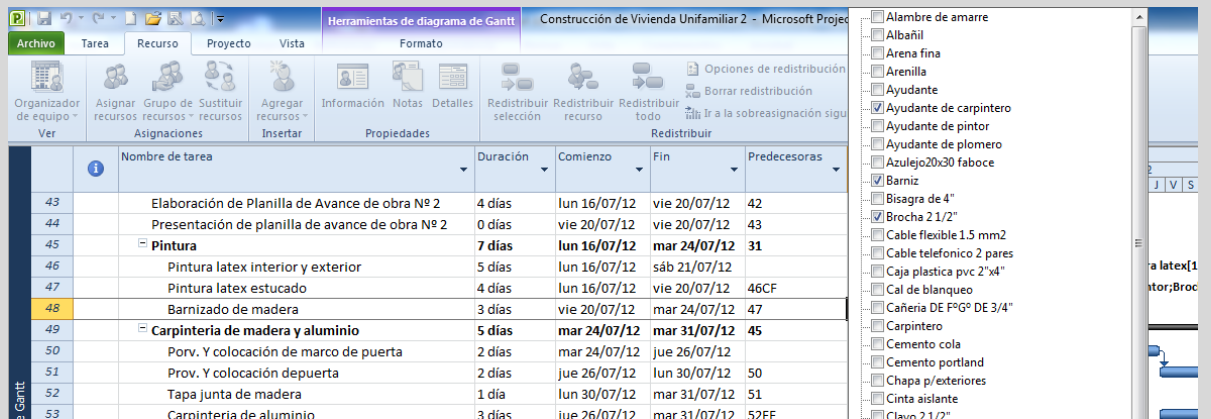 Herramientas de diagrama de Gantt Construcción de Vivienda Unifamiliar 2 - Microsoft Projec
Archivo Tarea Recurso Proyecto Vista Formato
Organizador de equipo
Asignar recursos
Grupo de recursos
Sustituir recursos
Agregar recursos
Información Notas Detalles
Redistribuir selección
Redistribuir recurso
Redistribuir todo
Opciones de redistribución
Borrar redistribución
Ir a la sobreasignación sigu
Ver Asignaciones Insertar Propiedades Redistribuir
Nombre de tarea Duración Comienzo Fin Predecesoras
43 Elaboración de Planilla de Avance de obra Nº 2 4 días lun 16/07/12 vie 20/07/12 42
44 Presentación de planilla de avance de obra Nº 2 0 días vie 20/07/12 vie 20/07/12 43
45 Pintura 7 días lun 16/07/12 mar 24/07/12 31
46 Pintura latex interior y exterior 5 días lun 16/07/12 sáb 21/07/12
47 Pintura latex estucado 4 días lun 16/07/12 vie 20/07/12 46CF
48 Barnizado de madera 3 días vie 20/07/12 mar 24/07/12 47
49 Carpinteria de madera y aluminio 5 días mar 24/07/12 mar 31/07/12 45
50 Porv. Y colocación de marco de puerta 2 días mar 24/07/12 jue 26/07/12
51 Prov. Y colocación depuerta 2 días jue 26/07/12 lun 30/07/12 50
52 Tapa junta de madera 1 día lun 30/07/12 mar 31/07/12 51
53 Carpinteria de aluminio 3 días jue 26/07/12 mar 31/07/12 52FF
e Gantt
Alambre de amarre
Albañil
Arena fina
Arenilla
Ayudante
Ayudante de carpintero
Ayudante de pintor
Ayudante de plomero
Azulejo20x30 faboce
Barniz
Bisagra de 4"
Brocha 2 1/2"
Cable flexible 1.5 mm2
Cable telefonico 2 pares
Caja plastica pvc 2"x4"
Cal de blanqueo
Cañeria DE FºGº DE 3/4"
Carpintero
Cemento cola
Cemento portland
Chapa p/exteriores
Cinta aislante
Clavo 2 1/2"
J V S
ra latex[1
ntor;Broc